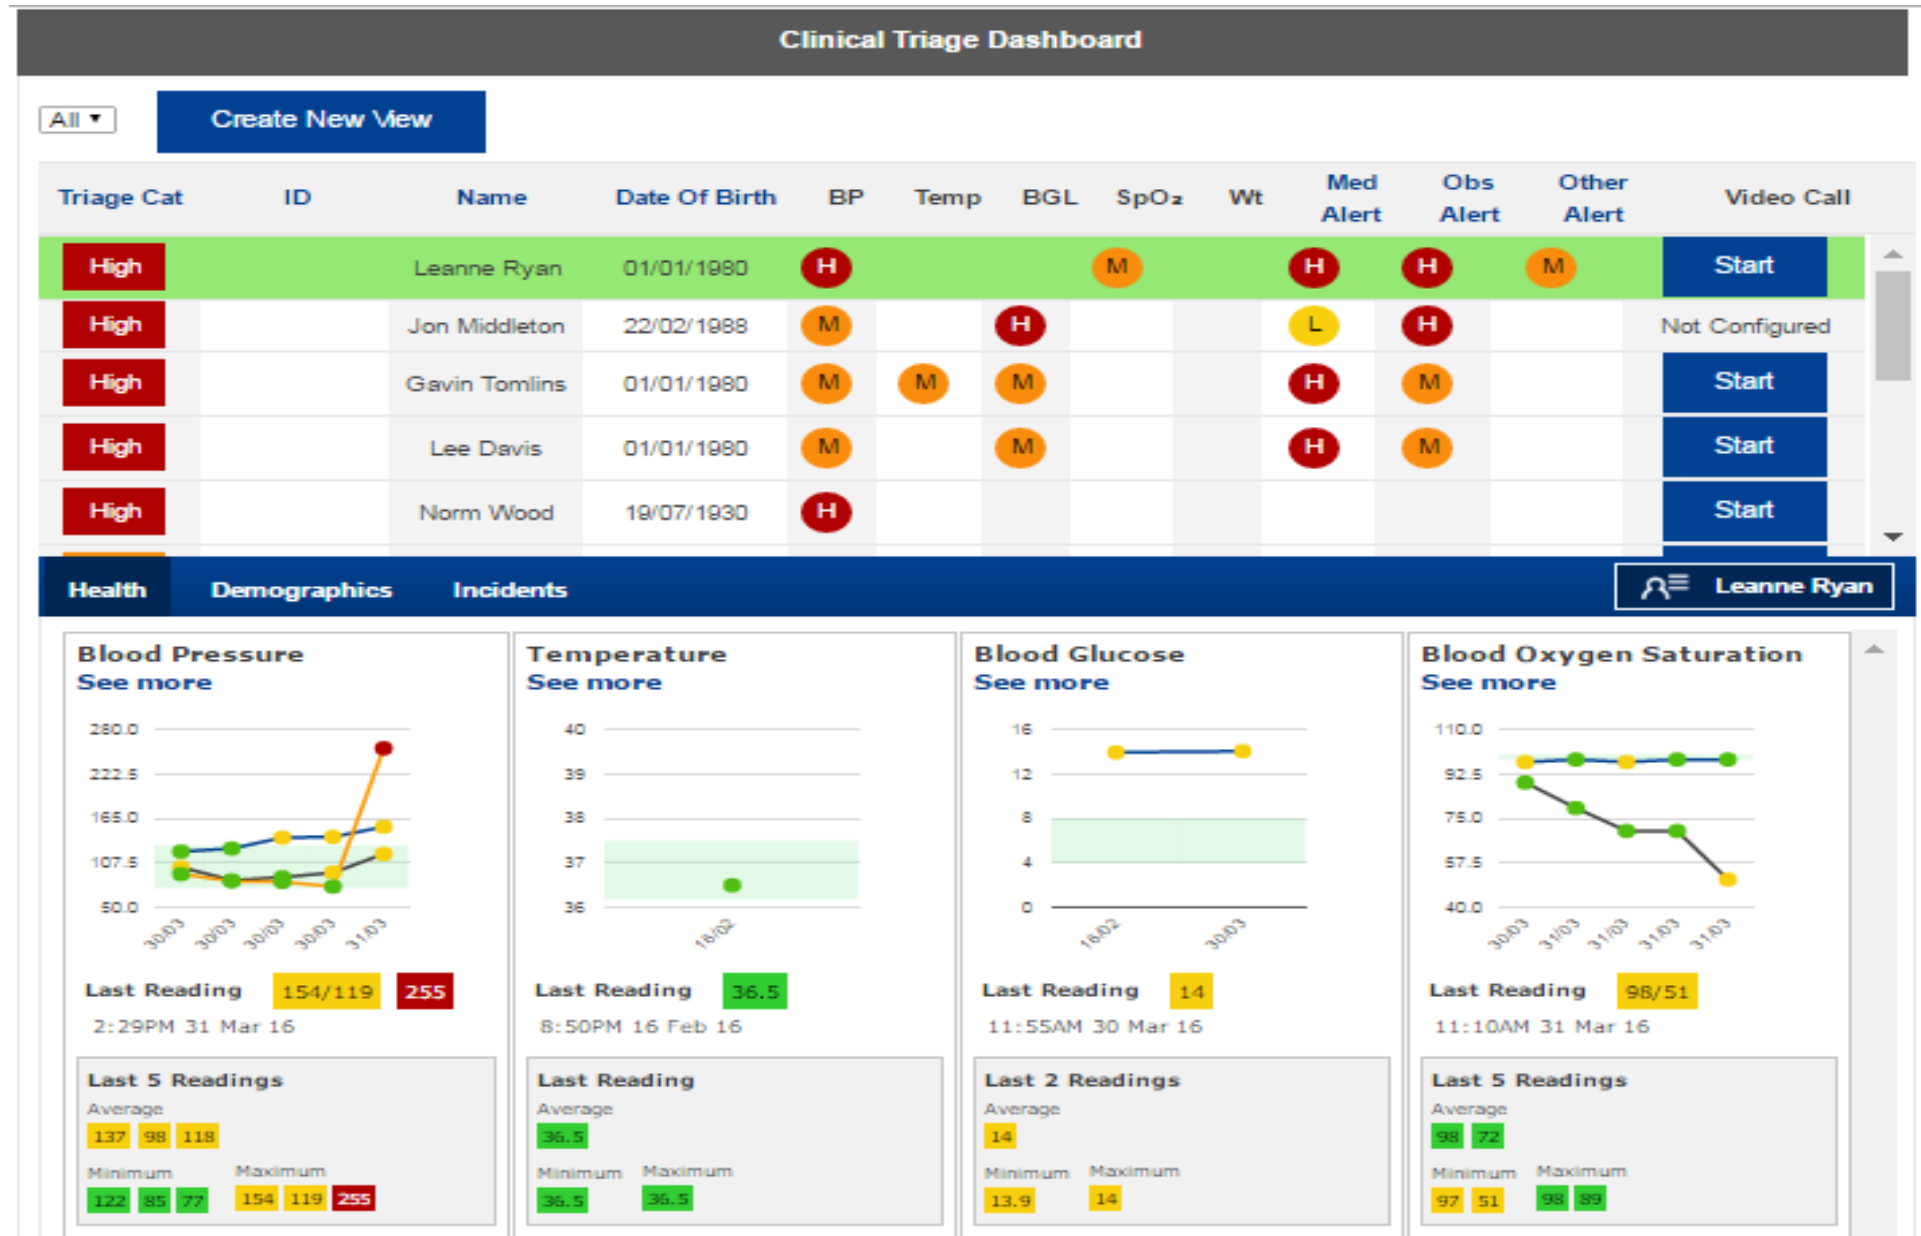 Clinical Triage Dashboard
All ▼ Create New View
Triage Cat ID Name Date Of Birth BP Temp BGL SpO₂ Wt Med Alert Obs Alert Other Alert Video Call
High Leanne Ryan 01/01/1980 H M H H M Start
High Jon Middleton 22/02/1988 M H L H Not Configured
High Gavin Tomlins 01/01/1980 M M M H M Start
High Lee Davis 01/01/1980 M M H M Start
High Norm Wood 19/07/1930 H Start
Health Demographics Incidents Leanne Ryan
Blood Pressure
See more
280.0
222.5
165.0
107.5
50.0
30/03 30/03 30/03 30/03 31/03
Last Reading 154/119 255
2:29PM 31 Mar 16
Last 5 Readings
Average
137 98 118
Minimum Maximum
122 85 77 154 119 255
Temperature
See more
40
39
38
37
36
16/02
Last Reading 36.5
8:50PM 16 Feb 16
Last Reading
Average
36.5
Minimum Maximum
36.5 36.5
Blood Glucose
See more
16
12
8
4
0
16/02 30/03
Last Reading 14
11:55AM 30 Mar 16
Last 2 Readings
Average
14
Minimum Maximum
13.9 14
Blood Oxygen Saturation
See more
110.0
92.5
75.0
57.5
40.0
30/03 31/03 31/03 31/03 31/03
Last Reading 98/51
11:10AM 31 Mar 16
Last 5 Readings
Average
98 72
Minimum Maximum
97 51 98 89